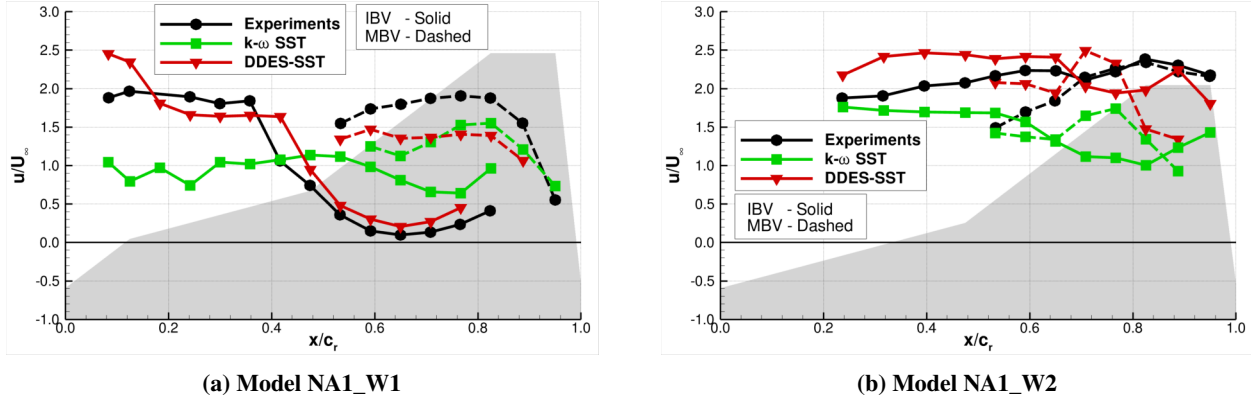 Experiments
k-ω SST
DDES-SST
IBV - Solid
MBV - Dashed
3.0
2.5
2.0
1.5
1.0
0.5
0.0
-0.5
-1.0
u/U∞
0.0 0.2 0.4 0.6 0.8 1.0
x/cr
(a) Model NA1_W1
3.0
2.5
2.0
1.5
1.0
0.5
0.0
-0.5
-1.0
u/U∞
Experiments
k-ω SST
DDES-SST
IBV - Solid
MBV - Dashed
0.0 0.2 0.4 0.6 0.8 1.0
x/cr
(b) Model NA1_W2